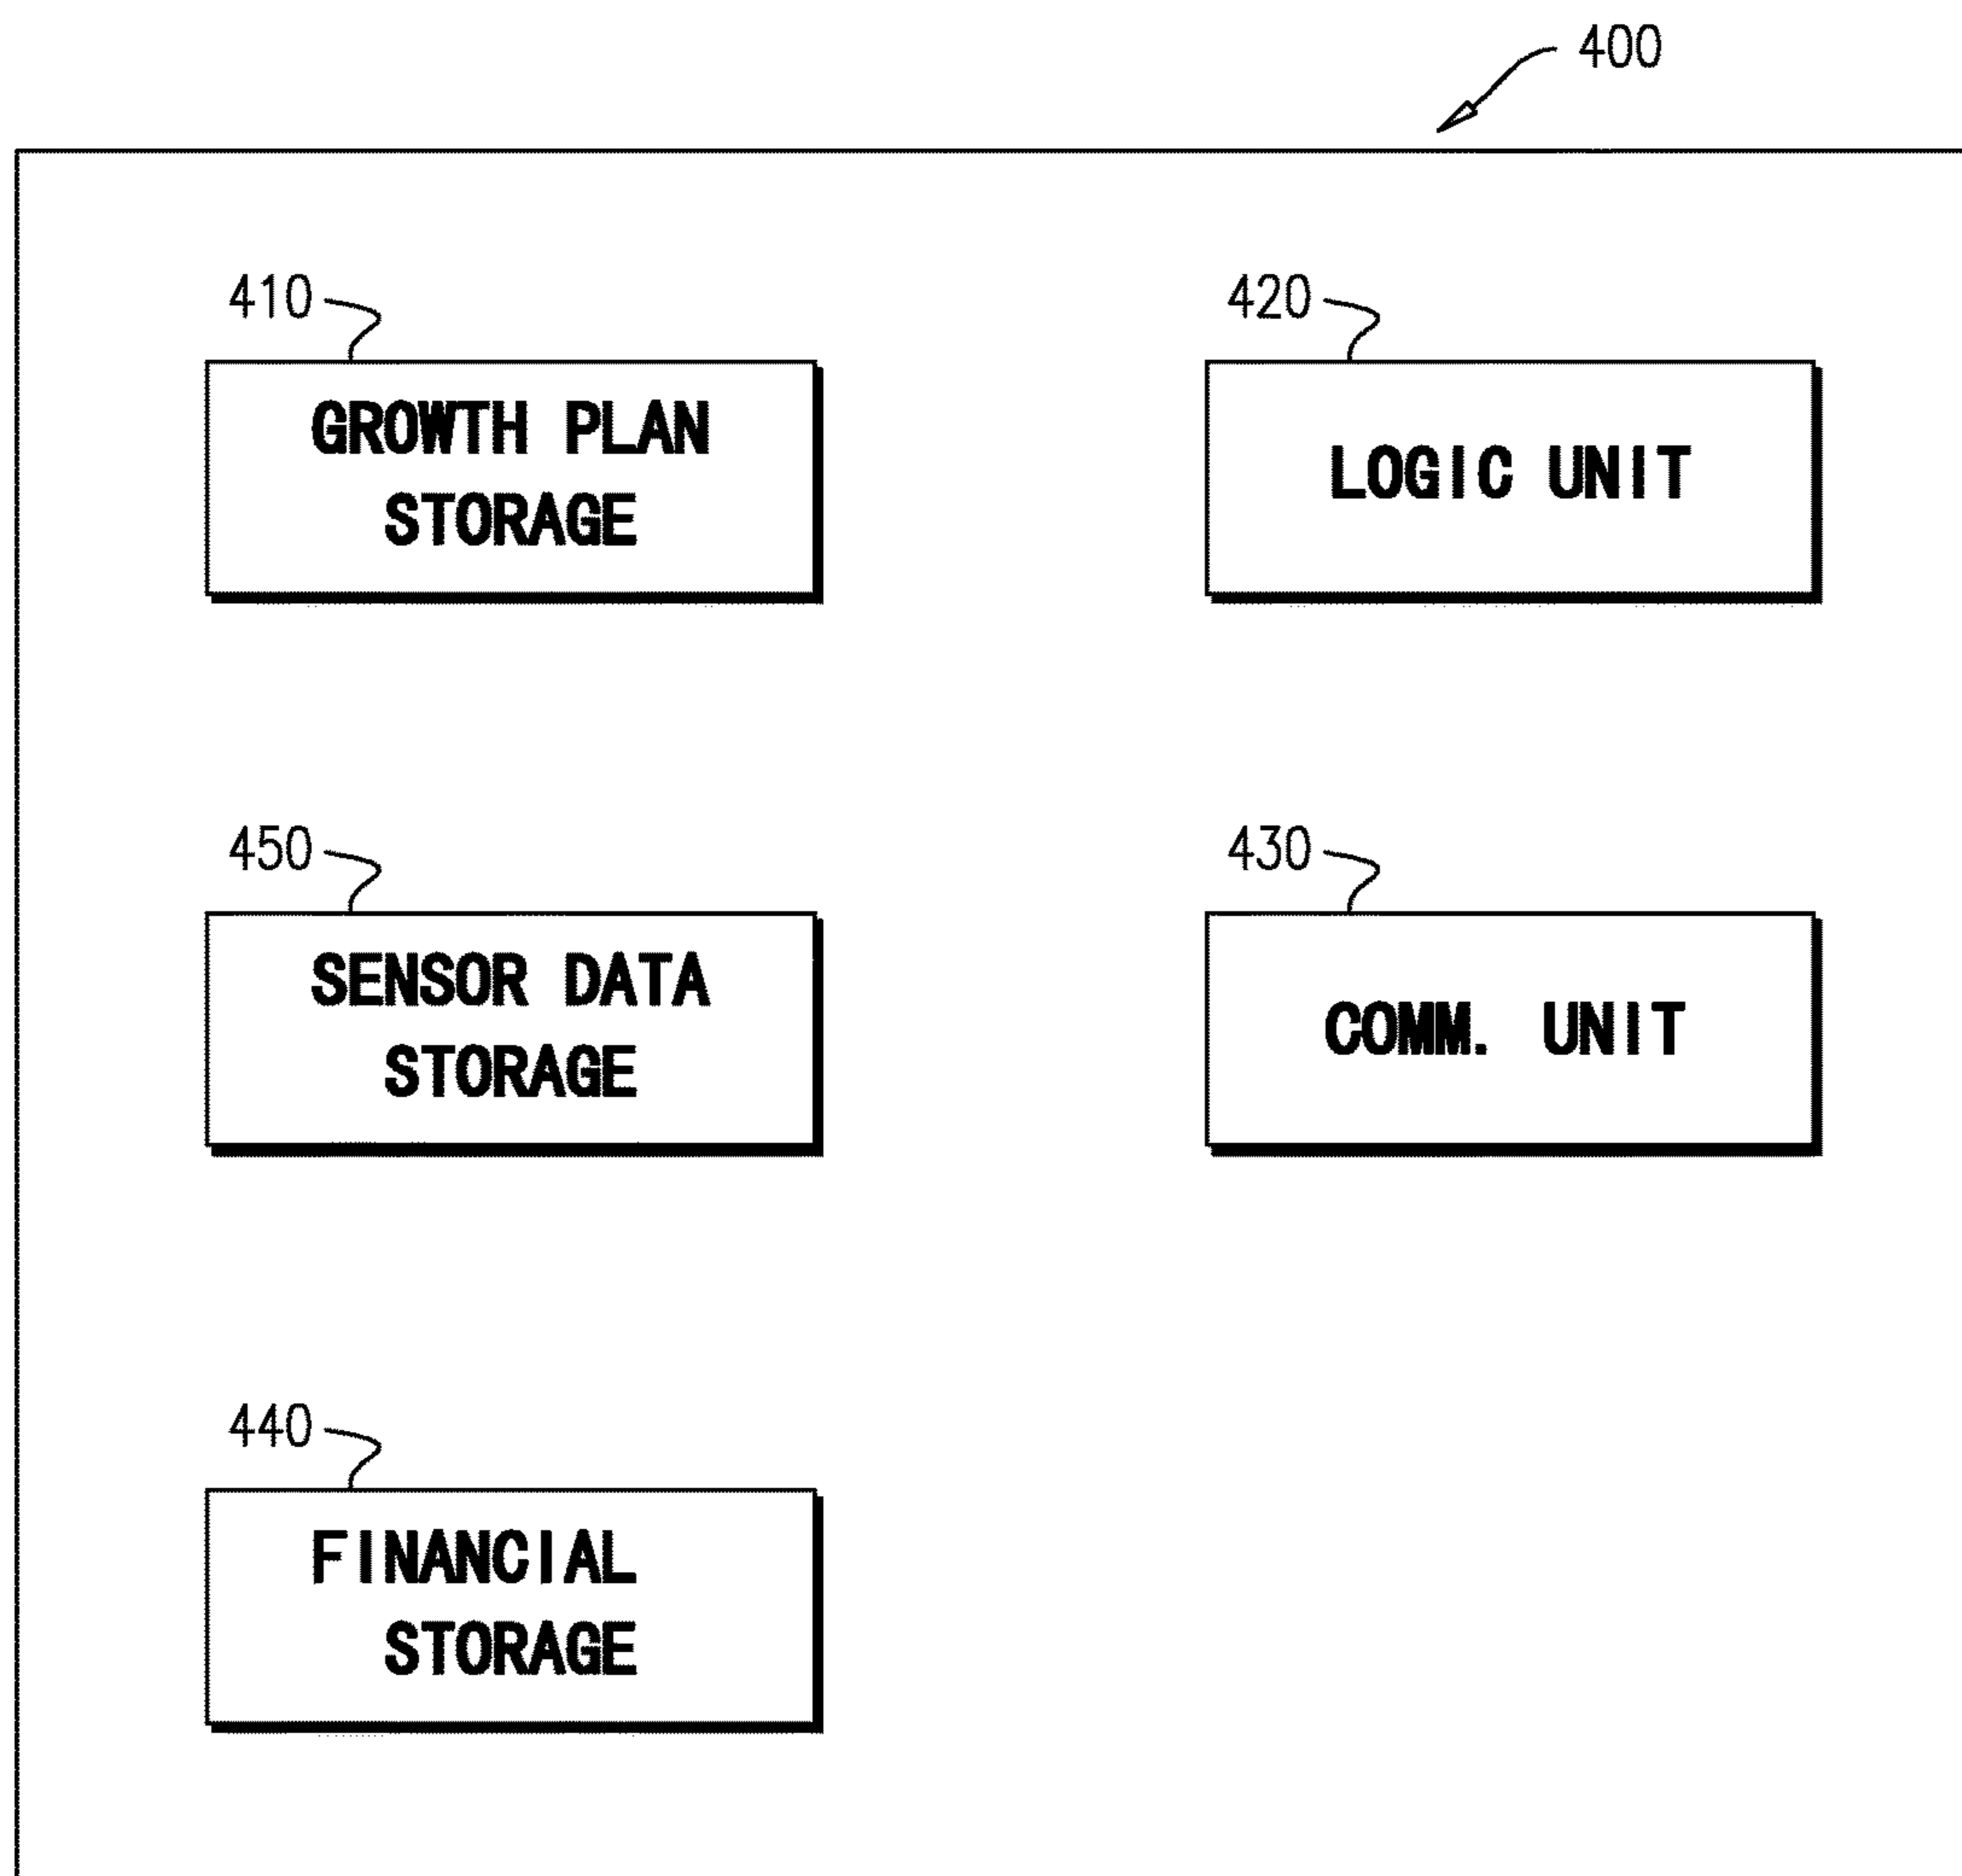 400
410
GROWTH PLAN
STORAGE
420
LOGIC UNIT
450
SENSOR DATA
STORAGE
430
COMM. UNIT
440
FINANCIAL
STORAGE